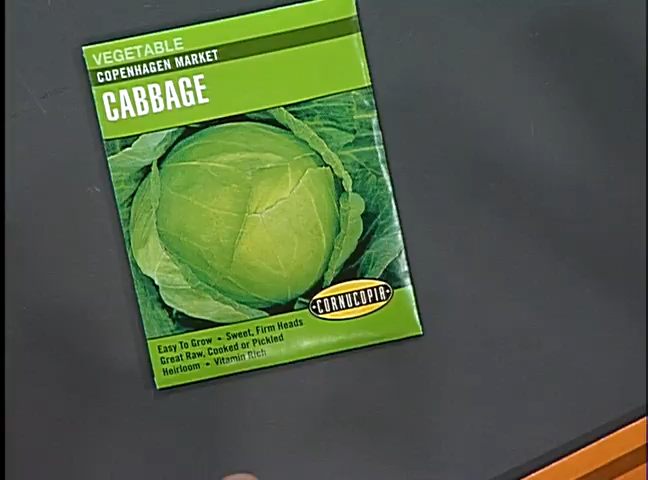 VEGETABLE
COPENHAGEN MARKET
CABBAGE
CORNUCOPIA
Easy To Grow • Sweet, Firm Heads
Great Raw, Cooked or Pickled
Heirloom • Vitamin Rich